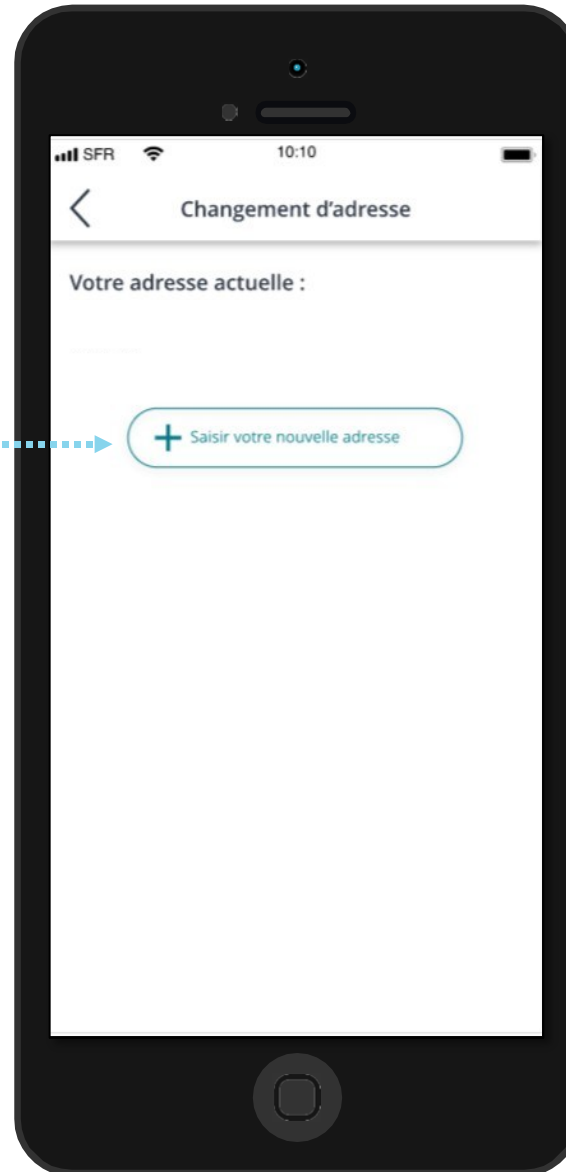 SFR
10:10
Changement d'adresse
Votre adresse actuelle :
Saisir votre nouvelle adresse